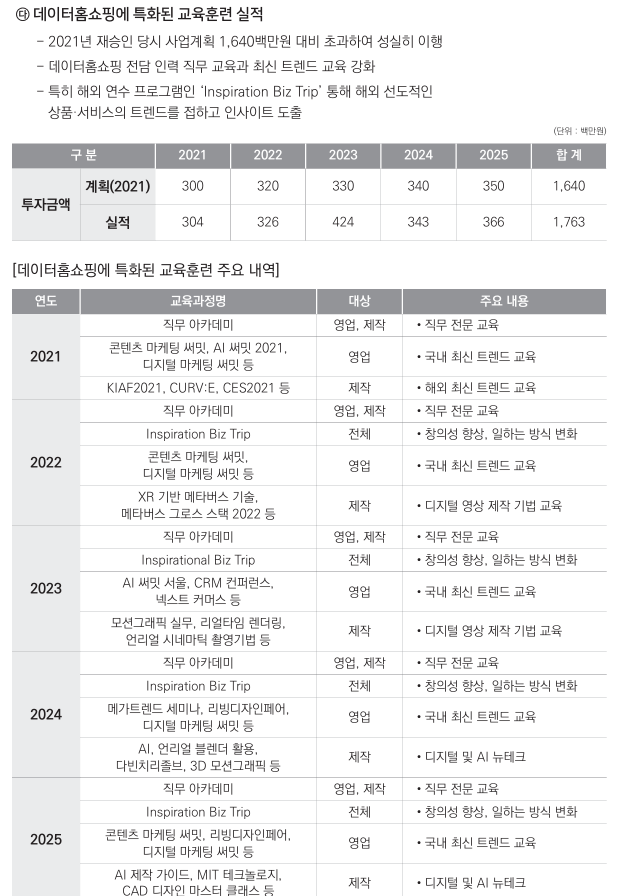 ㉰ 데이터홈쇼핑에 특화된 교육훈련 실적
– 2021년 재승인 당시 사업계획 1,640백만원 대비 초과하여 성실히 이행
– 데이터홈쇼핑 전담 인력 직무 교육과 최신 트렌드 교육 강화
– 특히 해외 연수 프로그램인 ‘Inspiration Biz Trip’ 통해 해외 선도적인
상품·서비스의 트렌드를 접하고 인사이트 도출
(단위 : 백만원)
구 분 2021 2022 2023 2024 2025 합 계
투자금액
계획(2021) 300 320 330 340 350 1,640
실적 304 326 424 343 366 1,763
[데이터홈쇼핑에 특화된 교육훈련 주요 내역]
연도 교육과정명 대상 주요 내용
2021
직무 아카데미 영업, 제작 • 직무 전문 교육
콘텐츠 마케팅 써밋, AI 써밋 2021,
디지털 마케팅 써밋 등 영업 • 국내 최신 트렌드 교육
KIAF2021, CURV:E, CES2021 등 제작 • 해외 최신 트렌드 교육
2022
직무 아카데미 영업, 제작 • 직무 전문 교육
Inspiration Biz Trip 전체 • 창의성 향상, 일하는 방식 변화
콘텐츠 마케팅 써밋,
디지털 마케팅 써밋 등 영업 • 국내 최신 트렌드 교육
XR 기반 메타버스 기술,
메타버스 그로스 스택 2022 등 제작 • 디지털 영상 제작 기법 교육
2023
직무 아카데미 영업, 제작 • 직무 전문 교육
Inspirational Biz Trip 전체 • 창의성 향상, 일하는 방식 변화
AI 써밋 서울, CRM 컨퍼런스,
넥스트 커머스 등 영업 • 국내 최신 트렌드 교육
모션그래픽 실무, 리얼타임 렌더링,
언리얼 시네마틱 촬영기법 등 제작 • 디지털 영상 제작 기법 교육
2024
직무 아카데미 영업, 제작 • 직무 전문 교육
Inspiration Biz Trip 전체 • 창의성 향상, 일하는 방식 변화
메가트렌드 세미나, 리빙디자인페어,
디지털 마케팅 써밋 등 영업 • 국내 최신 트렌드 교육
AI, 언리얼 블렌더 활용,
다빈치리졸브, 3D 모션그래픽 등 제작 • 디지털 및 AI 뉴테크
2025
직무 아카데미 영업, 제작 • 직무 전문 교육
Inspiration Biz Trip 전체 • 창의성 향상, 일하는 방식 변화
콘텐츠 마케팅 써밋, 리빙디자인페어,
디지털 마케팅 써밋 등 영업 • 국내 최신 트렌드 교육
AI 제작 가이드, MIT 테크놀로지,
CAD 디자인 마스터 클래스 등 제작 • 디지털 및 AI 뉴테크